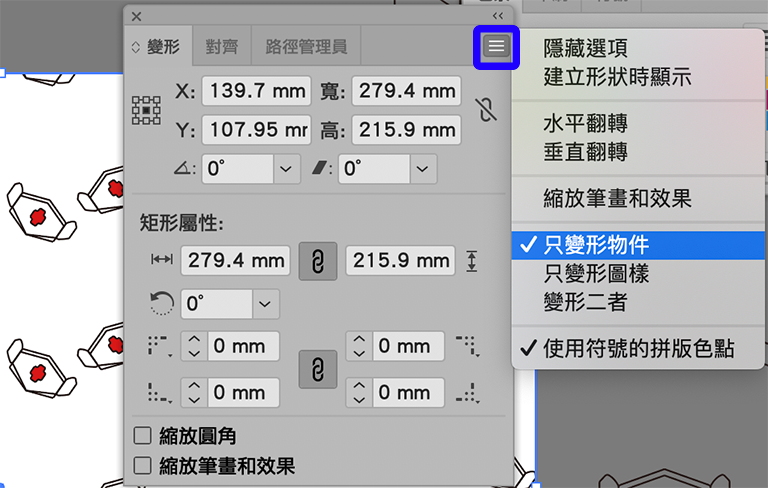 變形 對齊 路徑管理員
X: 139.7 mm 寬: 279.4 mm
Y: 107.95 mr 高: 215.9 mm
0° 0°
矩形屬性:
279.4 mm 215.9 mm
0°
0 mm 0 mm
0 mm 0 mm
縮放圓角
縮放筆畫和效果
隱藏選項
建立形狀時顯示
水平翻轉
垂直翻轉
縮放筆畫和效果
只變形物件
只變形圖樣
變形二者
使用符號的拼版色點